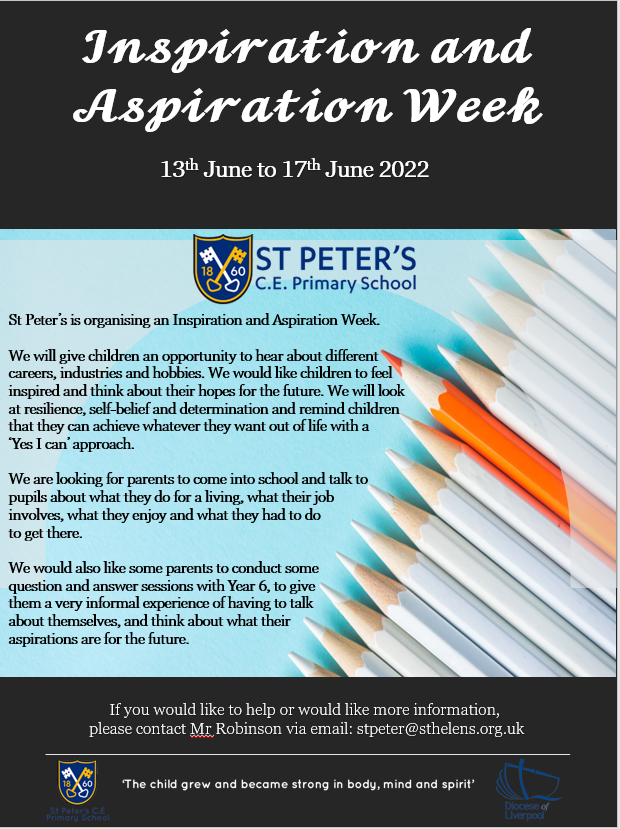 Inspiration and
Aspiration Week
13th June to 17th June 2022
18 60
ST PETER'S
C.E. Primary School
St Peter's is organising an Inspiration and Aspiration Week.
We will give children an opportunity to hear about different
careers, industries and hobbies. We would like children to feel
inspired and think about their hopes for the future. We will look
at resilience, self-belief and determination and remind children
that they can achieve whatever they want out of life with a
'Yes I can' approach.
We are looking for parents to come into school and talk to
pupils about what they do for a living, what their job
involves, what they enjoy and what they had to do
to get there.
We would also like some parents to conduct some
question and answer sessions with Year 6, to give
them a very informal experience of having to talk
about themselves, and think about what their
aspirations are for the future.
If you would like to help or would like more information,
please contact Mr Robinson via email: stpeter@sthelens.org.uk
18 60
St Peter's C.E.
Primary School
'The child grew and became strong in body, mind and spirit'
Diocese of
Liverpool